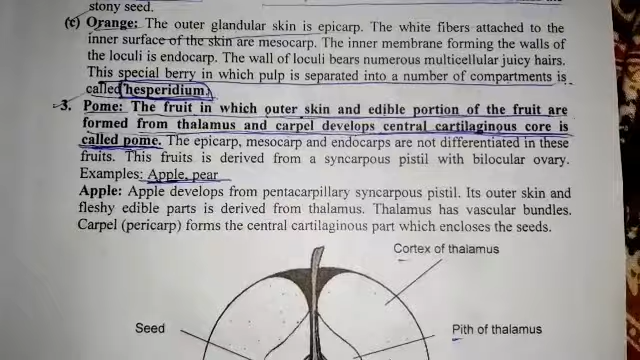 stony seed.
(c) Orange: The outer glandular skin is epicarp. The white fibers attached to the
inner surface of the skin are mesocarp. The inner membrane forming the walls of
the loculi is endocarp. The wall of loculi bears numerous multicellular juicy hairs.
This special berry in which pulp is separated into a number of compartments is
called hesperidium.
3. Pome: The fruit in which outer skin and edible portion of the fruit are
formed from thalamus and carpel develops central cartilaginous core is
called pome. The epicarp, mesocarp and endocarps are not differentiated in these
fruits. This fruits is derived from a syncarpous pistil with bilocular ovary.
Examples: Apple, pear
Apple: Apple develops from pentacarpillary syncarpous pistil. Its outer skin and
fleshy edible parts is derived from thalamus. Thalamus has vascular bundles.
Carpel (pericarp) forms the central cartilaginous part which encloses the seeds.
Cortex of thalamus
Seed
Pith of thalamus